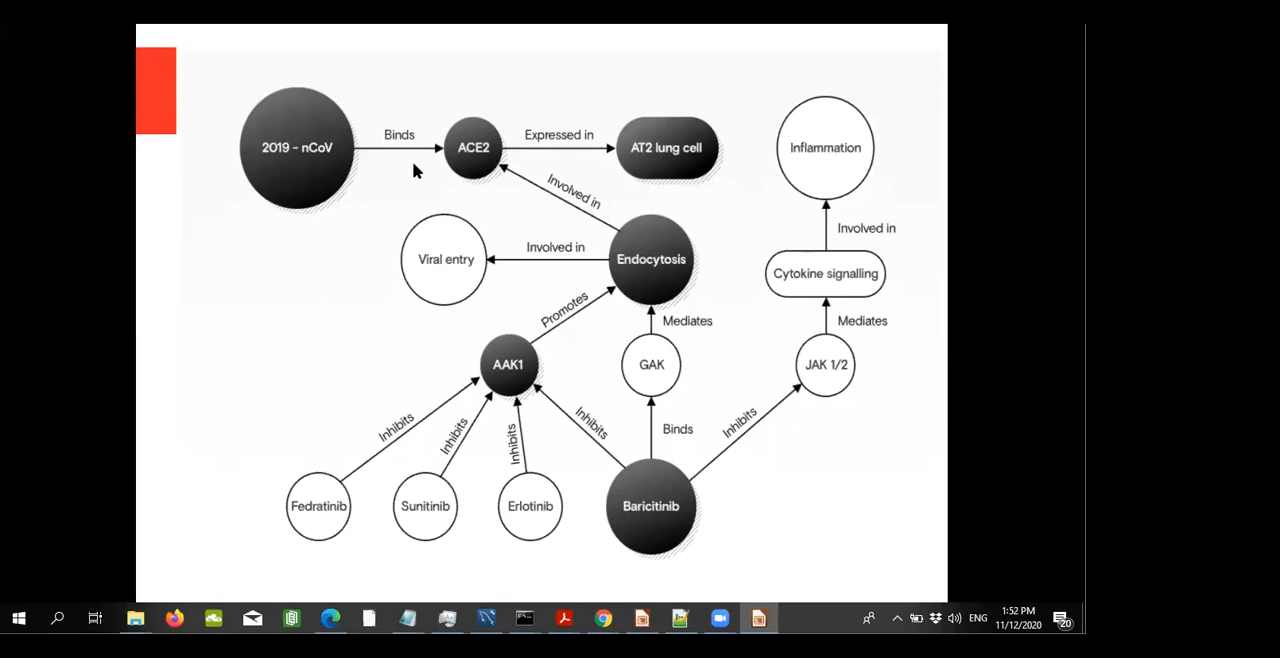 2019 - nCoV
Binds
ACE2
Expressed in
AT2 lung cell
Inflammation
Involved in
Involved in
Viral entry
Involved in
Endocytosis
Cytokine signalling
Promotes
Mediates
Mediates
AAK1
GAK
JAK 1/2
Inhibits
Inhibits
Inhibits
Inhibits
Binds
Inhibits
Fedratinib
Sunitinib
Erlotinib
Baricitinib
ENG
1:52 PM
11/12/2020
20